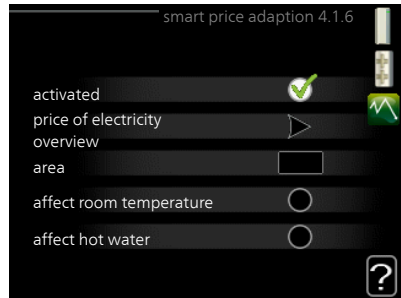 smart price adaption 4.1.6
activated
price of electricity
overview
area
affect room temperature
affect hot water
?